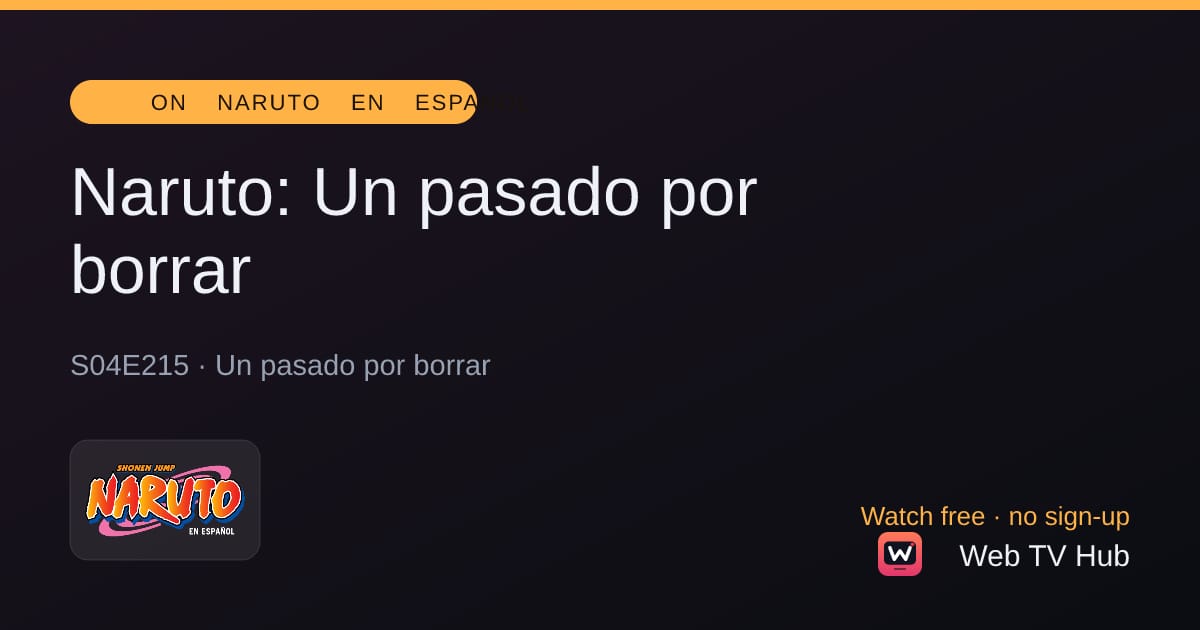 ON NARUTO EN ESPA
Naruto: Un pasado por
borrar
S04E215 · Un pasado por borrar
SHONEN JUMP
NARUTO
EN ESPAÑOL
Watch free · no sign-up
W
Web TV Hub